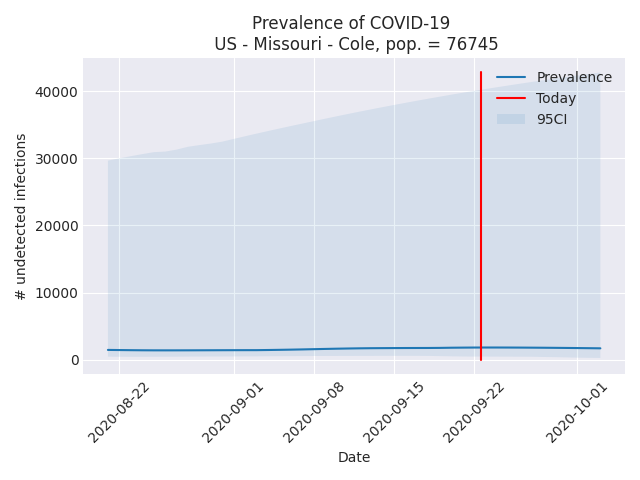 Prevalence of COVID-19
US - Missouri - Cole, pop. = 76745
Prevalence
Today
95CI
# undetected infections
40000
30000
20000
10000
0
2020-08-22
2020-09-01
2020-09-08
2020-09-15
2020-09-22
2020-10-01
Date